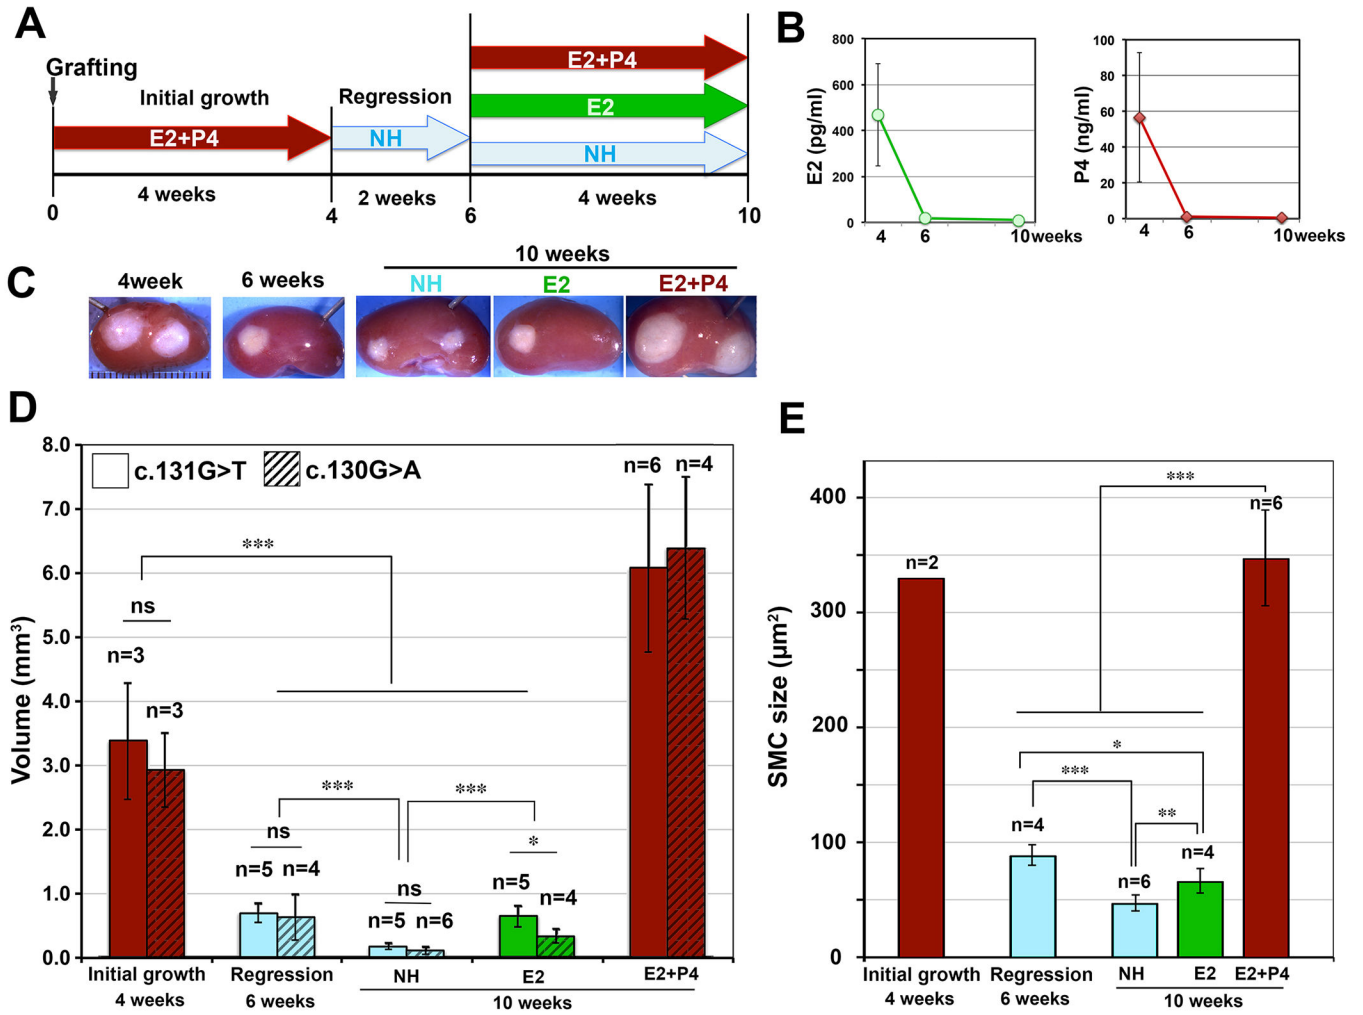 A
Grafting
Initial growth
Regression
E2+P4
E2
NH
E2+P4
NH
4 weeks
2 weeks
4 weeks
0
4
6
10
B
E2 (pg/ml)
800
600
400
200
0
4
6
10weeks
P4 (ng/ml)
100
80
60
40
20
0
4
6
10weeks
C
4week
6 weeks
10 weeks
NH
E2
E2+P4
D
Volume (mm³)
8.0
7.0
6.0
5.0
4.0
3.0
2.0
1.0
0.0
c.131G>T
c.130G>A
n=6
n=4
***
ns
n=3
n=3
***
***
ns
*
n=5
n=4
ns
n=5
n=6
n=5
n=4
Initial growth
4 weeks
Regression
6 weeks
NH
E2
E2+P4
10 weeks
E
SMC size (μm²)
400
300
200
100
0
***
n=6
n=2
*
***
**
n=4
n=6
n=4
Initial growth
4 weeks
Regression
6 weeks
NH
E2
E2+P4
10 weeks